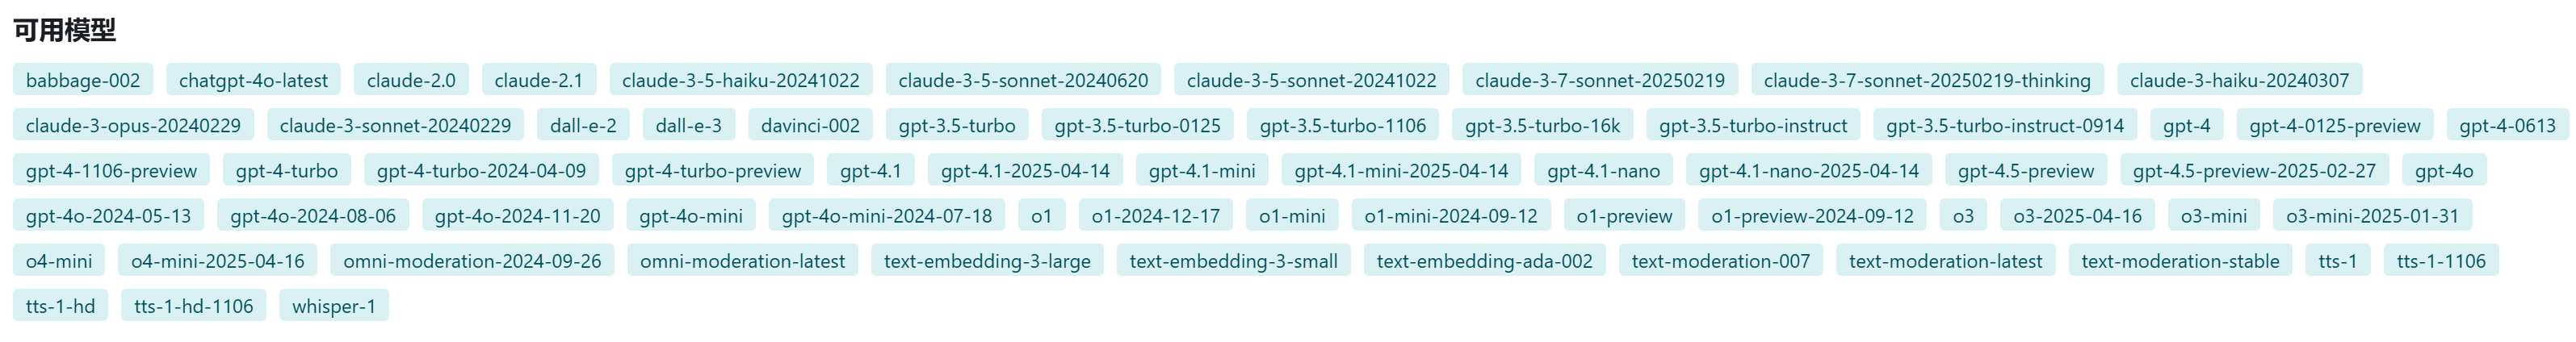 可用模型
babbage-002 chatgpt-4o-latest claude-2.0 claude-2.1 claude-3-5-haiku-20241022 claude-3-5-sonnet-20240620 claude-3-5-sonnet-20241022 claude-3-7-sonnet-20250219 claude-3-7-sonnet-20250219-thinking claude-3-haiku-20240307
claude-3-opus-20240229 claude-3-sonnet-20240229 dall-e-2 dall-e-3 davinci-002 gpt-3.5-turbo gpt-3.5-turbo-0125 gpt-3.5-turbo-1106 gpt-3.5-turbo-16k gpt-3.5-turbo-instruct gpt-3.5-turbo-instruct-0914 gpt-4 gpt-4-0125-preview gpt-4-0613
gpt-4-1106-preview gpt-4-turbo gpt-4-turbo-2024-04-09 gpt-4-turbo-preview gpt-4.1 gpt-4.1-2025-04-14 gpt-4.1-mini gpt-4.1-mini-2025-04-14 gpt-4.1-nano gpt-4.1-nano-2025-04-14 gpt-4.5-preview gpt-4.5-preview-2025-02-27 gpt-4o
gpt-4o-2024-05-13 gpt-4o-2024-08-06 gpt-4o-2024-11-20 gpt-4o-mini gpt-4o-mini-2024-07-18 o1 o1-2024-12-17 o1-mini o1-mini-2024-09-12 o1-preview o1-preview-2024-09-12 o3 o3-2025-04-16 o3-mini o3-mini-2025-01-31
o4-mini o4-mini-2025-04-16 omni-moderation-2024-09-26 omni-moderation-latest text-embedding-3-large text-embedding-3-small text-embedding-ada-002 text-moderation-007 text-moderation-latest text-moderation-stable tts-1 tts-1-1106
tts-1-hd tts-1-hd-1106 whisper-1